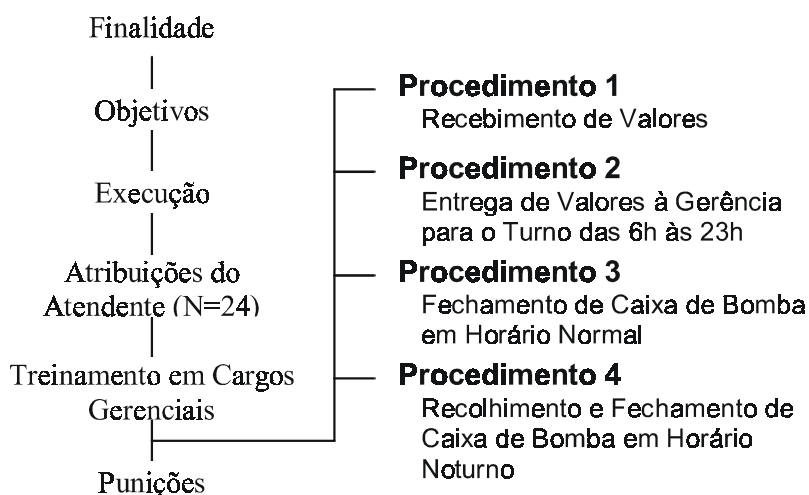 Finalidade
Objetivos
Execução
Atribuições do
Atendente (N=24)
Treinamento em Cargos
Gerenciais
Punições
Procedimento 1
Recebimento de Valores
Procedimento 2
Entrega de Valores à Gerência
para o Turno das 6h às 23h
Procedimento 3
Fechamento de Caixa de Bomba
em Horário Normal
Procedimento 4
Recolhimento e Fechamento de
Caixa de Bomba em Horário
Noturno